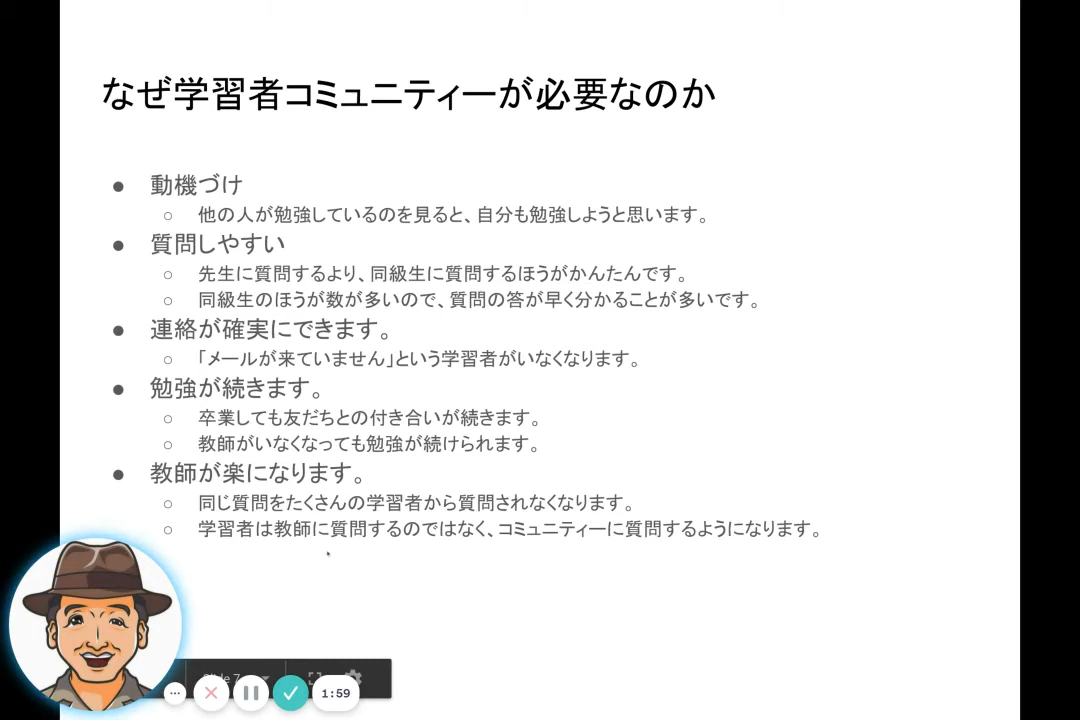 なぜ学習者コミュニティーが必要なのか
● 動機づけ
○ 他の人が勉強しているのを見ると、自分も勉強しようと思います。
● 質問しやすい
○ 先生に質問するより、同級生に質問するほうがかんたんです。
○ 同級生のほうが数が多いので、質問の答が早く分かることが多いです。
● 連絡が確実にできます。
○ 「メールが来ていません」という学習者がいなくなります。
● 勉強が続きます。
○ 卒業しても友だちとの付き合いが続きます。
○ 教師がいなくなっても勉強が続けられます。
● 教師が楽になります。
○ 同じ質問をたくさんの学習者から質問されなくなります。
○ 学習者は教師に質問するのではなく、コミュニティーに質問するようになります。
1:59